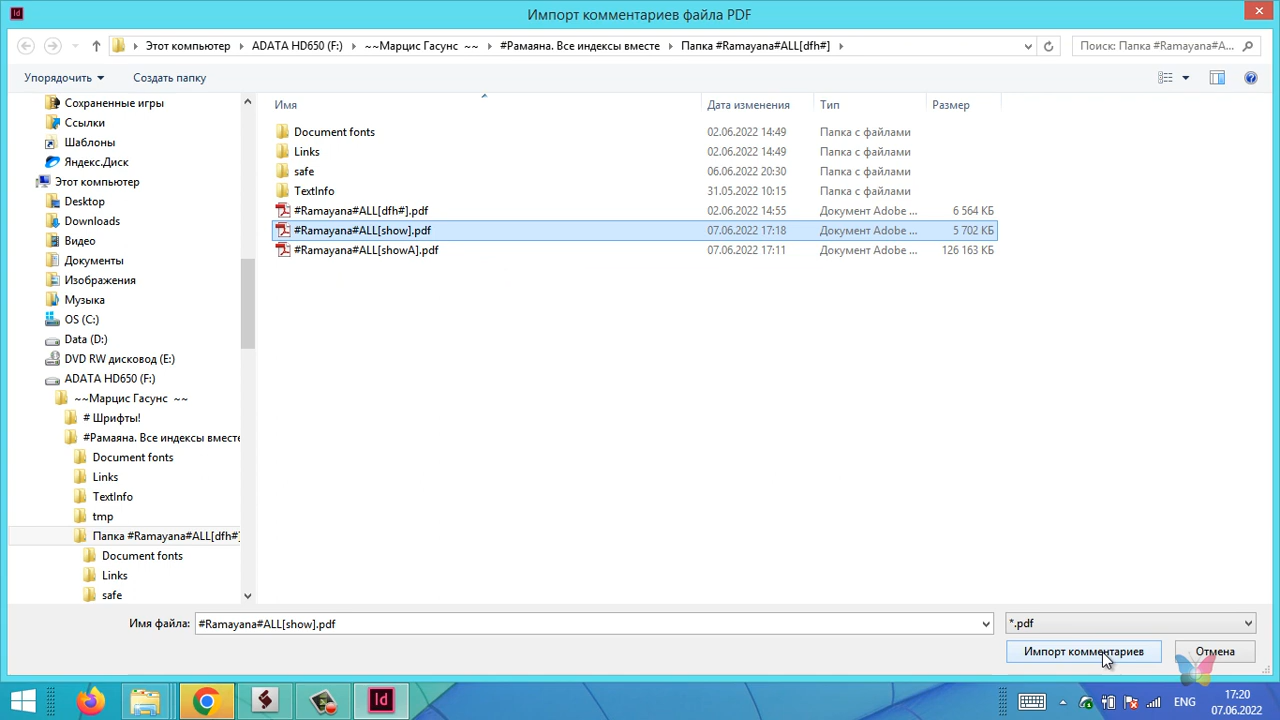 Импорт комментариев файла PDF
Этот компьютер ADATA HD650 (F:) ~~Марцис Гасунс ~~ #Рамаяна. Все индексы вместе Папка #Ramayana#ALL[dfh#]
Поиск: Папка #Ramayana#A...
Упорядочить Создать папку
Имя Дата изменения Тип Размер
Document fonts 02.06.2022 14:49 Папка с файлами
Links 02.06.2022 14:49 Папка с файлами
safe 06.06.2022 20:30 Папка с файлами
TextInfo 31.05.2022 10:15 Папка с файлами
#Ramayana#ALL[dfh#].pdf 02.06.2022 14:55 Документ Adobe ... 6 564 КБ
#Ramayana#ALL[show].pdf 07.06.2022 17:18 Документ Adobe ... 5 702 КБ
#Ramayana#ALL[showA].pdf 07.06.2022 17:11 Документ Adobe ... 126 163 КБ
Сохраненные игры
Ссылки
Шаблоны
Яндекс.Диск
Этот компьютер
Desktop
Downloads
Видео
Документы
Изображения
Музыка
OS (C:)
Data (D:)
DVD RW дисковод (E:)
ADATA HD650 (F:)
~~Марцис Гасунс ~~
# Шрифты!
#Рамаяна. Все индексы вместе
Document fonts
Links
TextInfo
tmp
Папка #Ramayana#ALL[dfh#]
Document fonts
Links
safe
Имя файла: #Ramayana#ALL[show].pdf *.pdf
Импорт комментариев Отмена
Id
ENG
17:20
07.06.2022